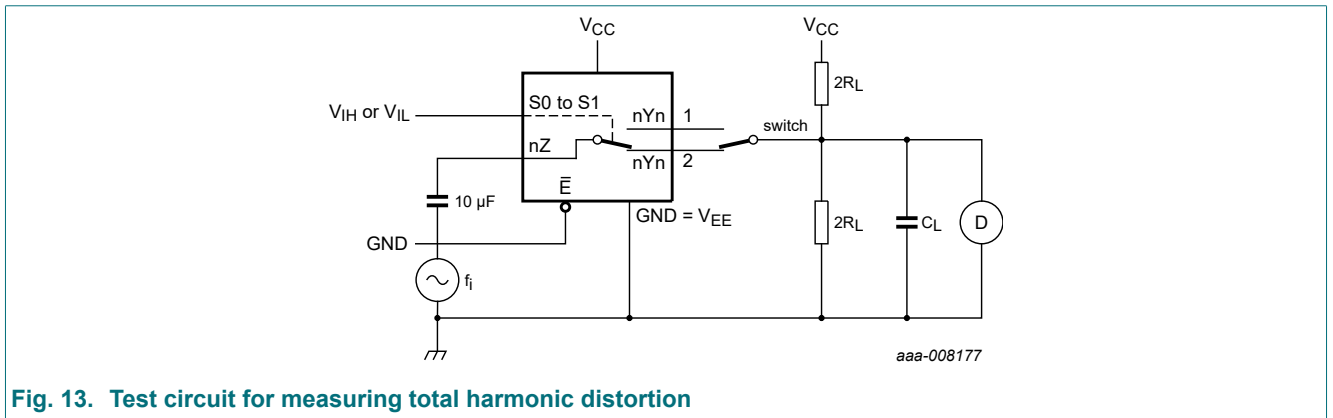 VCC
VCC
2RL
S0 to S1
nYn
1
switch
VIH or VIL
nZ
nYn
2
E̅
10 µF
GND = VEE
2RL
CL
D
GND
fi
aaa-008177
Fig. 13. Test circuit for measuring total harmonic distortion